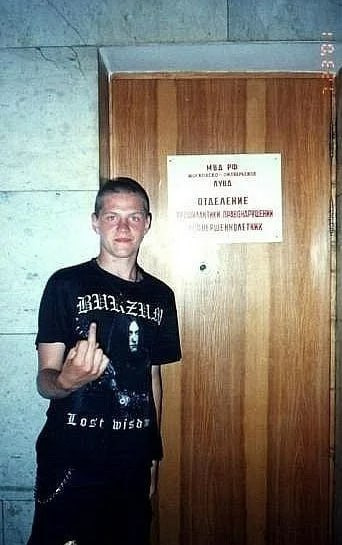 МВД РФ
ЛУВД
ОТДЕЛЕНИЕ
ПРОФИЛАКТИКИ ПРАВОНАРУШЕНИЙ
НЕСОВЕРШЕННОЛЕТНИХ
BURZUM
Lost wisdom